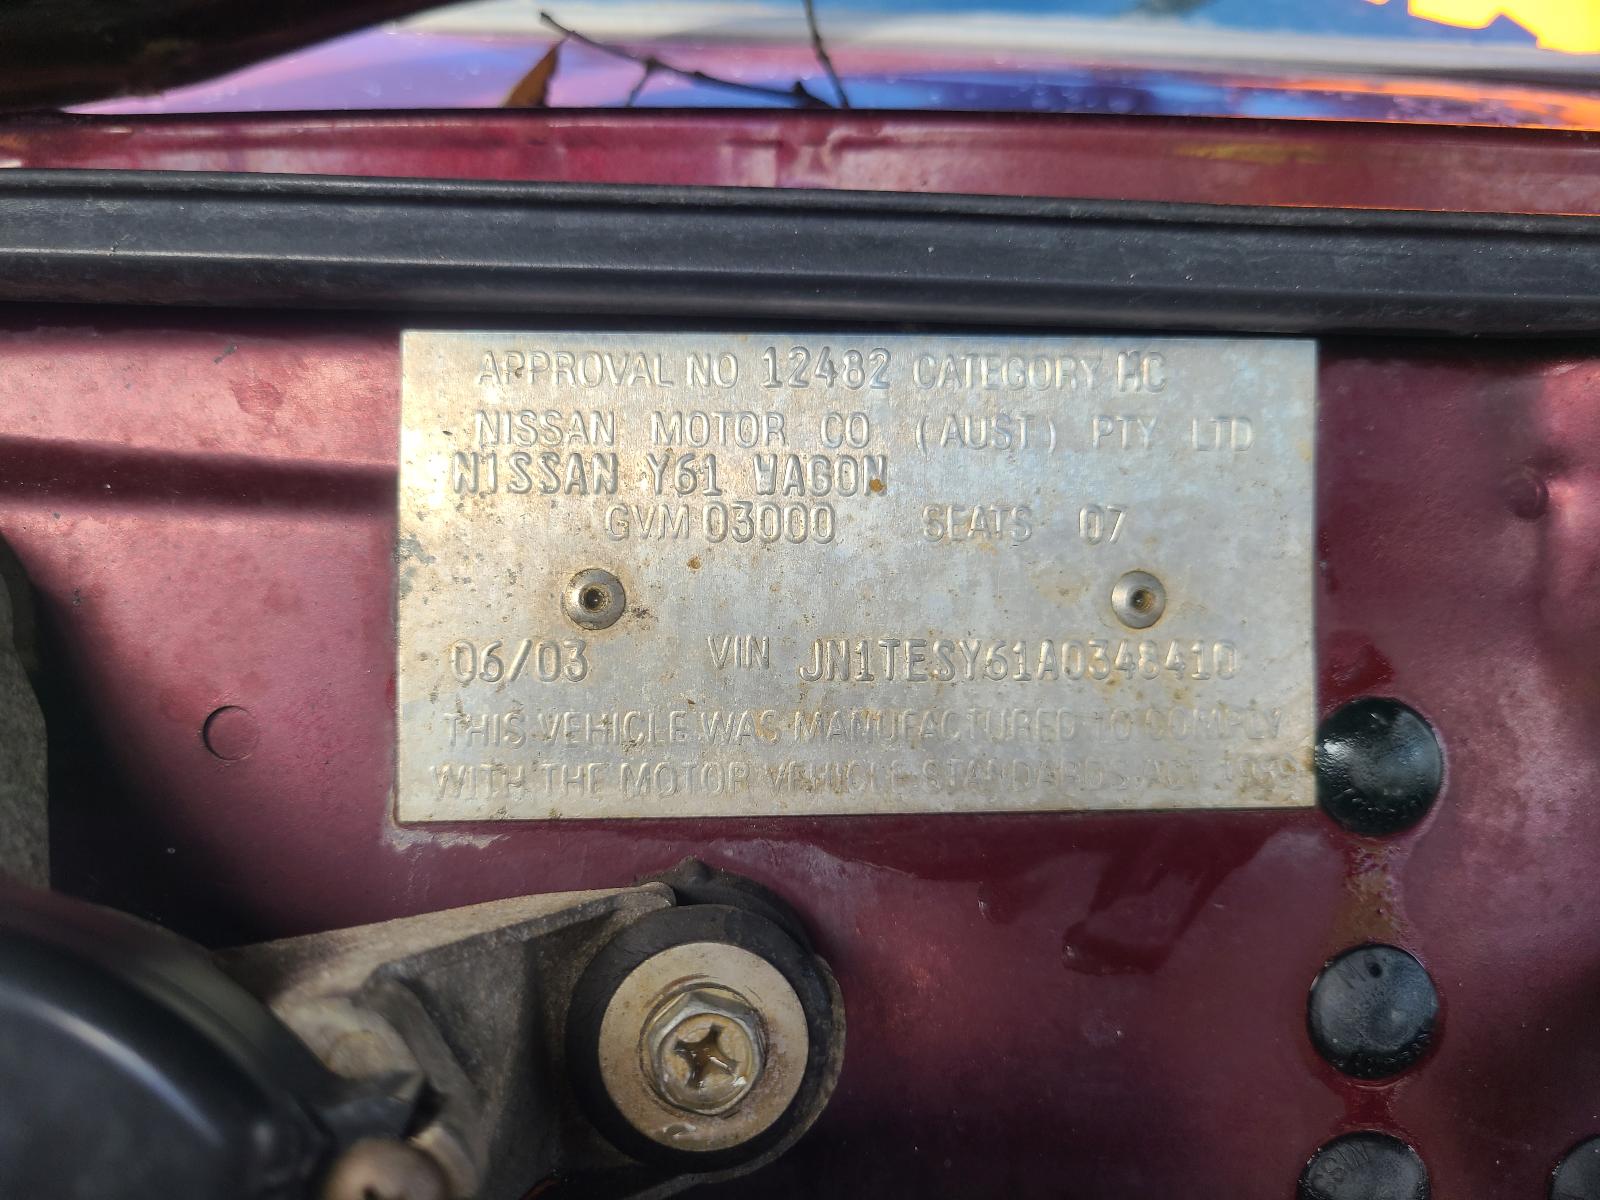 APPROVAL NO 12482 CATEGORY MC
NISSAN MOTOR CO (AUST) PTY LTD
NISSAN Y61 WAGON
GVM 03000 SEATS 07
06/03 VIN JN1TESY61A0348410
THIS VEHICLE WAS MANUFACTURED TO COMPLY
WITH THE MOTOR VEHICLE STANDARDS ACT 1989